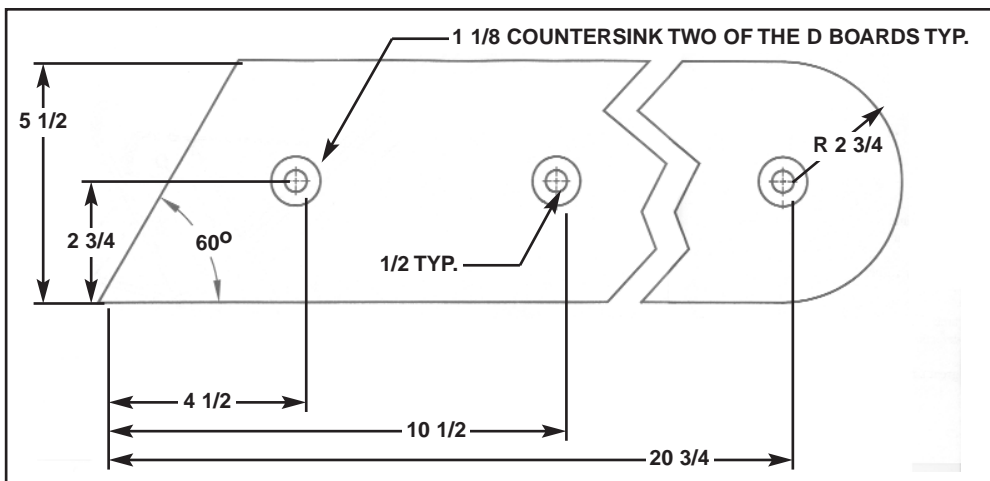 1 1/8 COUNTERSINK TWO OF THE D BOARDS TYP.
5 1/2
R 2 3/4
2 3/4
60º
1/2 TYP.
4 1/2
10 1/2
20 3/4